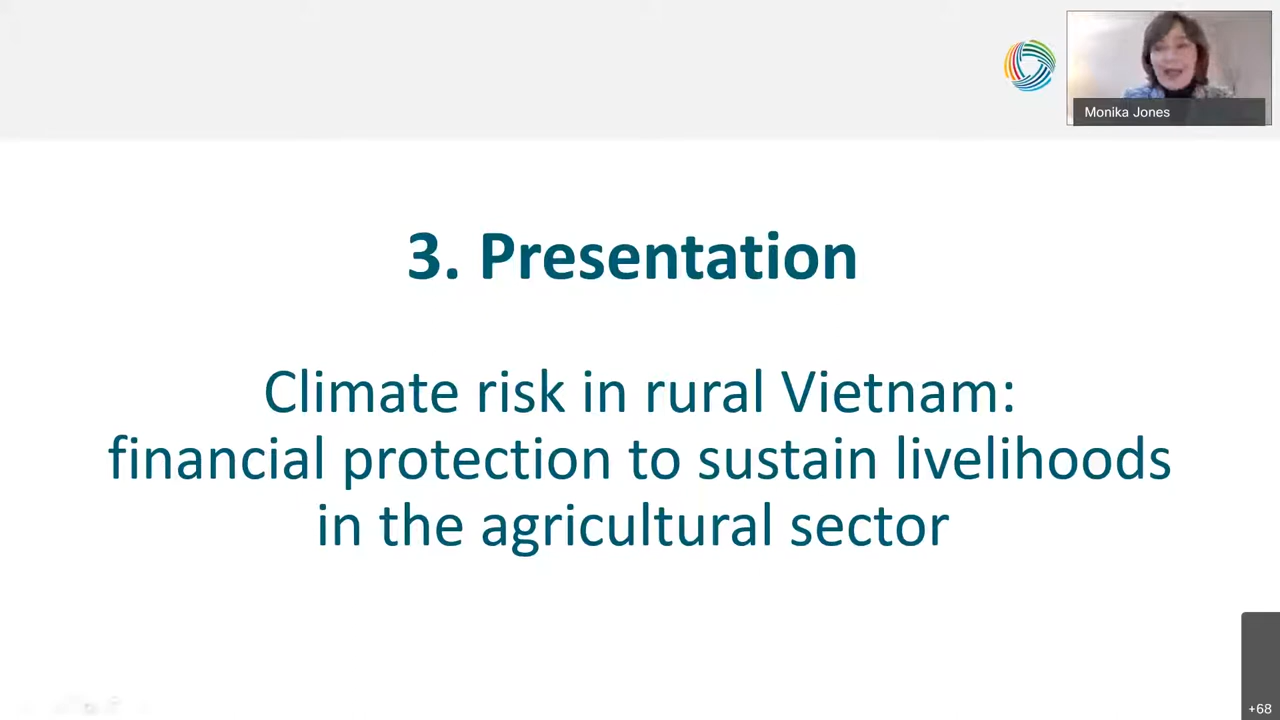 Monika Jones
3. Presentation
Climate risk in rural Vietnam:
financial protection to sustain livelihoods
in the agricultural sector
+68